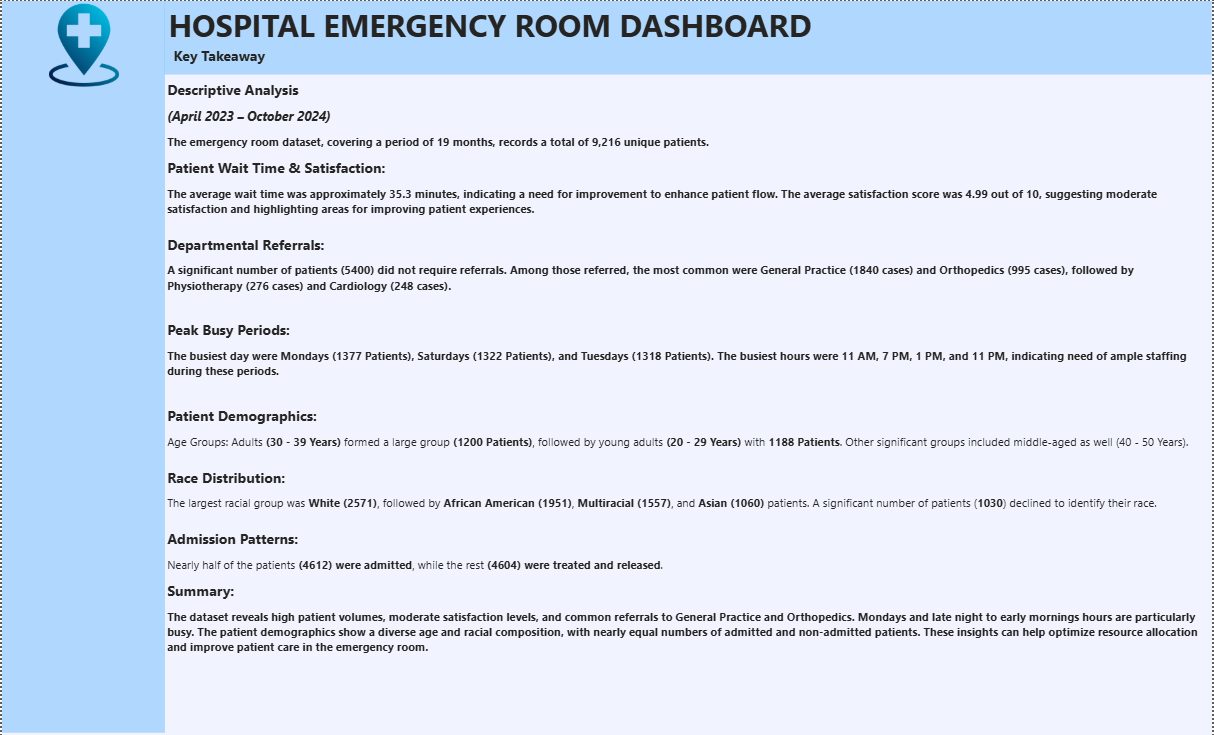 HOSPITAL EMERGENCY ROOM DASHBOARD
Key Takeaway
Descriptive Analysis
(April 2023 – October 2024)
The emergency room dataset, covering a period of 19 months, records a total of 9,216 unique patients.
Patient Wait Time & Satisfaction:
The average wait time was approximately 35.3 minutes, indicating a need for improvement to enhance patient flow. The average satisfaction score was 4.99 out of 10, suggesting moderate
satisfaction and highlighting areas for improving patient experiences.
Departmental Referrals:
A significant number of patients (5400) did not require referrals. Among those referred, the most common were General Practice (1840 cases) and Orthopedics (995 cases), followed by
Physiotherapy (276 cases) and Cardiology (248 cases).
Peak Busy Periods:
The busiest day were Mondays (1377 Patients), Saturdays (1322 Patients), and Tuesdays (1318 Patients). The busiest hours were 11 AM, 7 PM, 1 PM, and 11 PM, indicating need of ample staffing
during these periods.
Patient Demographics:
Age Groups: Adults (30 - 39 Years) formed a large group (1200 Patients), followed by young adults (20 - 29 Years) with 1188 Patients. Other significant groups included middle-aged as well (40 - 50 Years).
Race Distribution:
The largest racial group was White (2571), followed by African American (1951), Multiracial (1557), and Asian (1060) patients. A significant number of patients (1030) declined to identify their race.
Admission Patterns:
Nearly half of the patients (4612) were admitted, while the rest (4604) were treated and released.
Summary:
The dataset reveals high patient volumes, moderate satisfaction levels, and common referrals to General Practice and Orthopedics. Mondays and late night to early mornings hours are particularly
busy. The patient demographics show a diverse age and racial composition, with nearly equal numbers of admitted and non-admitted patients. These insights can help optimize resource allocation
and improve patient care in the emergency room.